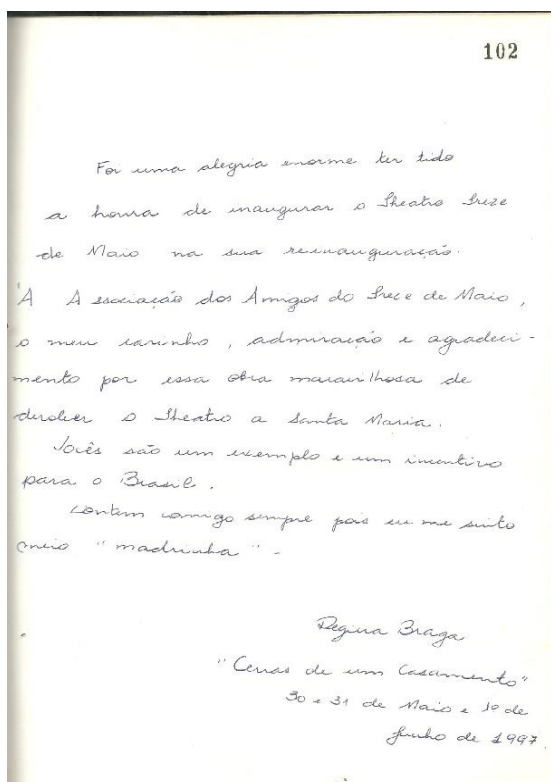 102
Foi uma alegria enorme ter tido
a honra de inaugurar o Theatro Treze
de Maio na sua reinauguração.
À Associação dos Amigos do Treze de Maio,
o meu carinho, admiração e agradeci-
mento por essa obra maravilhosa de
devolver o Theatro a Santa Maria.
Vocês são um exemplo e um incentivo
para o Brasil.
Contem comigo sempre pois eu me sinto
meio "madrinha".
Regina Braga
"Cenas de um Casamento"
30 e 31 de Maio e 1º de
Junho de 1997